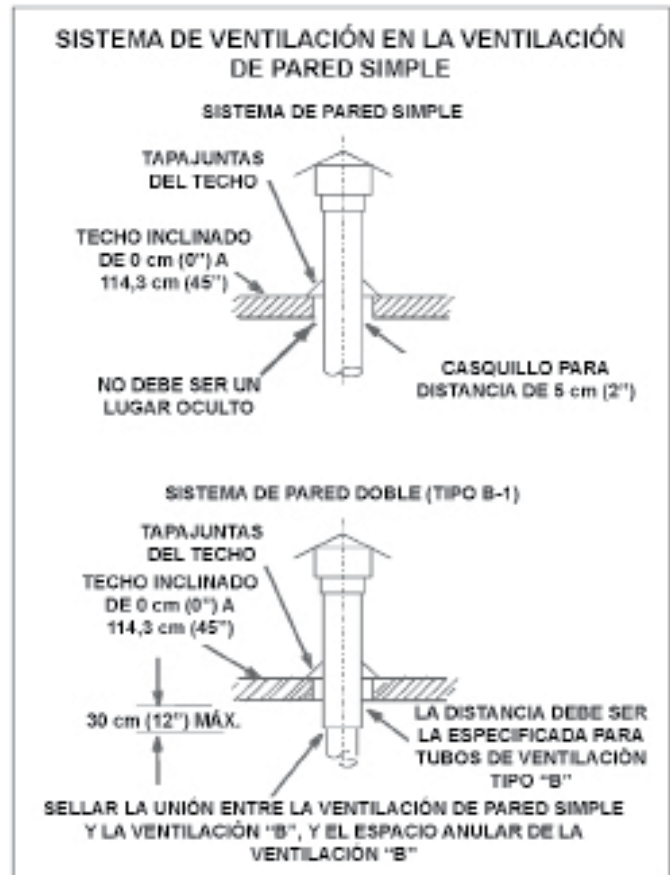 SISTEMA DE VENTILACIÓN EN LA VENTILACIÓN
DE PARED SIMPLE
SISTEMA DE PARED SIMPLE
TAPAJUNTAS
DEL TECHO
TECHO INCLINADO
DE 0 cm (0") A
114,3 cm (45")
NO DEBE SER UN
LUGAR OCULTO
CASQUILLO PARA
DISTANCIA DE 5 cm (2")
SISTEMA DE PARED DOBLE (TIPO B-1)
TAPAJUNTAS
DEL TECHO
TECHO INCLINADO
DE 0 cm (0") A
114,3 cm (45")
30 cm (12") MÁX.
LA DISTANCIA DEBE SER
LA ESPECIFICADA PARA
TUBOS DE VENTILACIÓN
TIPO "B"
SELLAR LA UNIÓN ENTRE LA VENTILACIÓN DE PARED SIMPLE
Y LA VENTILACIÓN "B", Y EL ESPACIO ANULAR DE LA
VENTILACIÓN "B"